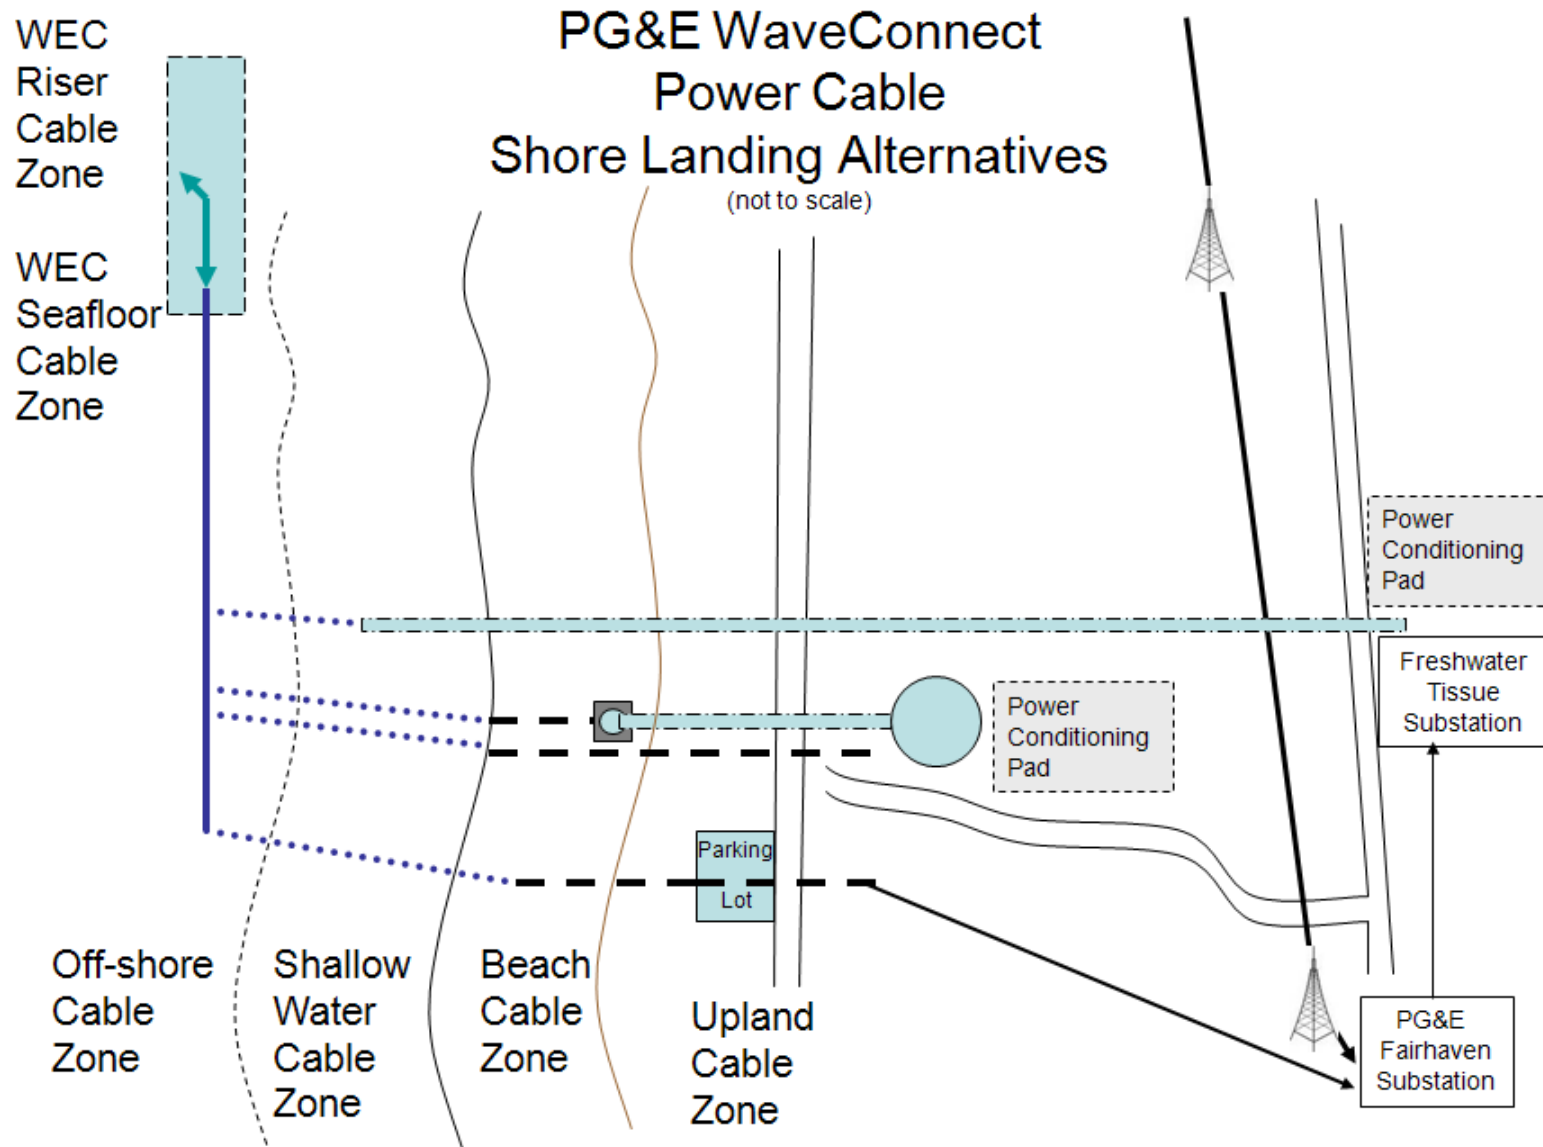 PG&E WaveConnect
Power Cable
Shore Landing Alternatives
(not to scale)
WEC
Riser
Cable
Zone
WEC
Seafloor
Cable
Zone
Power
Conditioning
Pad
Freshwater
Tissue
Substation
Power
Conditioning
Pad
Parking
Lot
Off-shore
Cable
Zone
Shallow
Water
Cable
Zone
Beach
Cable
Zone
Upland
Cable
Zone
PG&E
Fairhaven
Substation